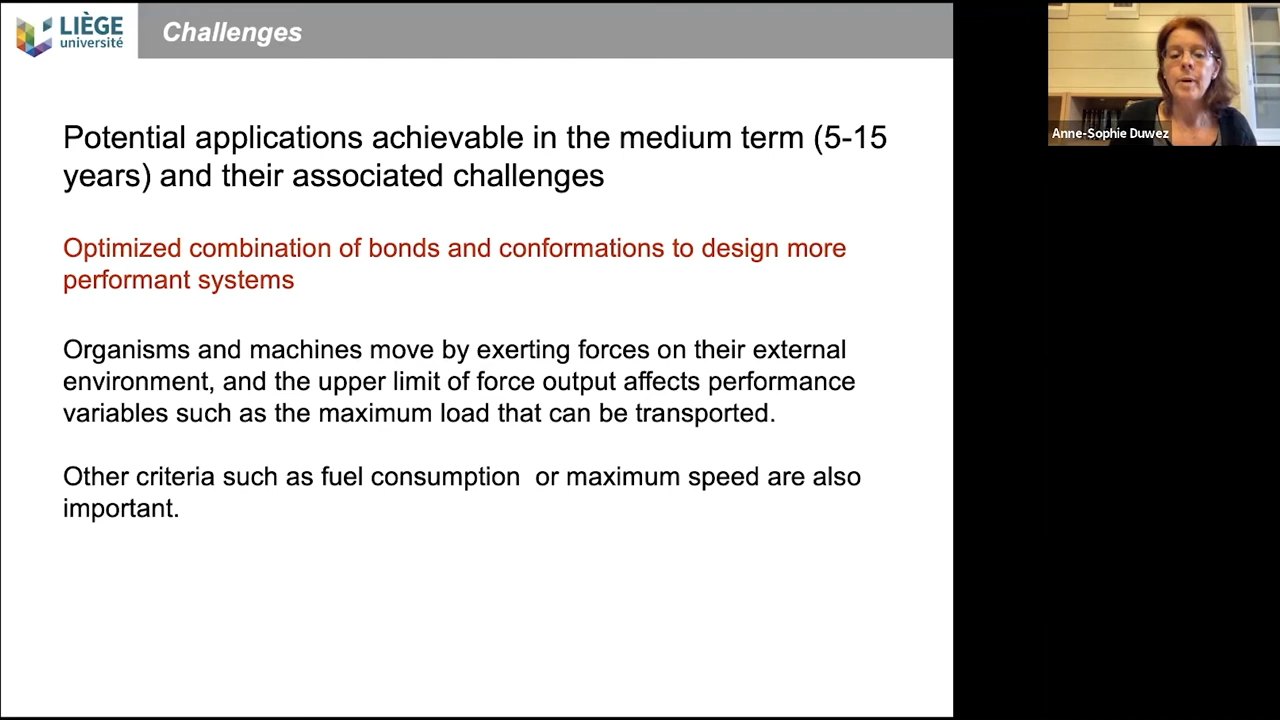 LIÈGE
université
Challenges
Anne-Sophie Duwez
Potential applications achievable in the medium term (5-15
years) and their associated challenges
Optimized combination of bonds and conformations to design more
performant systems
Organisms and machines move by exerting forces on their external
environment, and the upper limit of force output affects performance
variables such as the maximum load that can be transported.
Other criteria such as fuel consumption  or maximum speed are also
important.